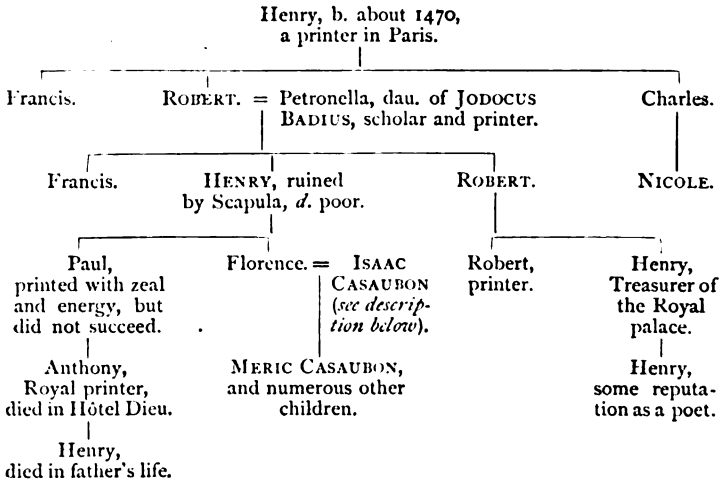 Henry, b. about 1470,
a printer in Paris.
Francis.
ROBERT. = Petronella, dau. of JODOCUS
BADIUS, scholar and printer.
Charles.
Francis.
HENRY, ruined
by Scapula, d. poor.
ROBERT.
NICOLE.
Paul,
printed with zeal
and energy, but
did not succeed.
Florence. = ISAAC
CASAUBON
(see descrip-
tion below).
Robert,
printer.
Henry,
Treasurer of
the Royal
palace.
Anthony,
Royal printer,
died in Hôtel Dieu.
MERIC CASAUBON,
and numerous other
children.
Henry,
some reputa-
tion as a poet.
Henry,
died in father's life.